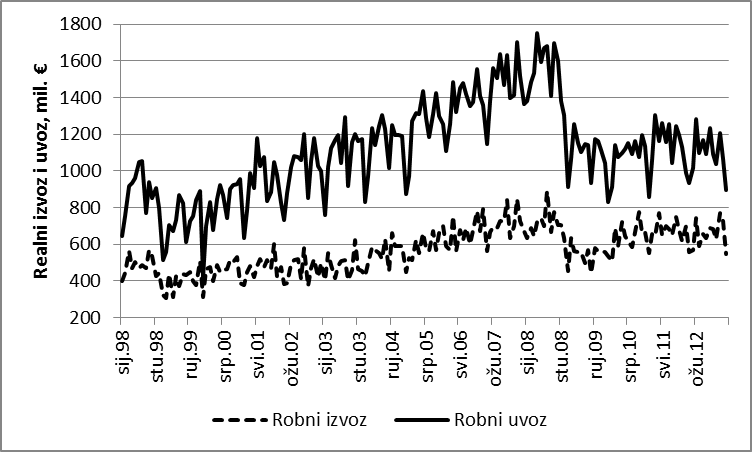 Realni izvoz i uvoz, mil. €
1800
1600
1400
1200
1000
800
600
400
200
sij.98
stu.98
ruj.99
srp.00
svi.01
ožu.02
sij.03
stu.03
ruj.04
srp.05
svi.06
ožu.07
sij.08
stu.08
ruj.09
srp.10
svi.11
ožu.12
Robni izvoz
Robni uvoz